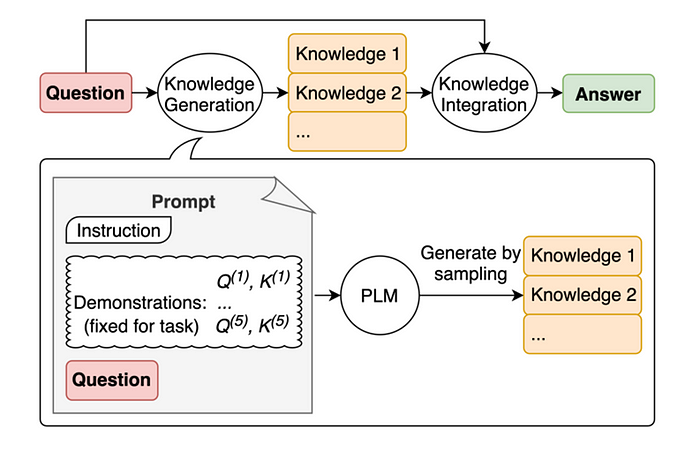 Question
Knowledge
Generation
Knowledge 1
Knowledge 2
...
Knowledge
Integration
Answer
Prompt
Instruction
Q(1), K(1)
Demonstrations: ...
(fixed for task) Q(5), K(5)
Question
PLM
Generate by
sampling
Knowledge 1
Knowledge 2
...